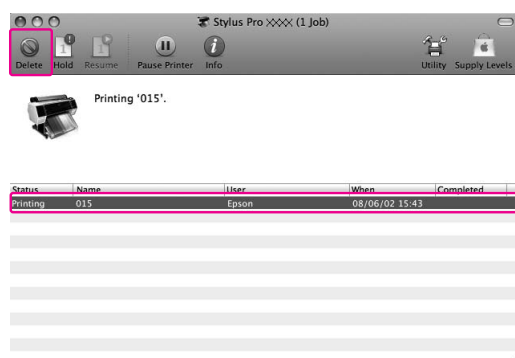 Stylus Pro XXXX (1 Job)
Delete Hold Resume Pause Printer Info Utility Supply Levels
Printing '015'.
Status Name User When Completed
Printing 015 Epson 08/06/02 15:43